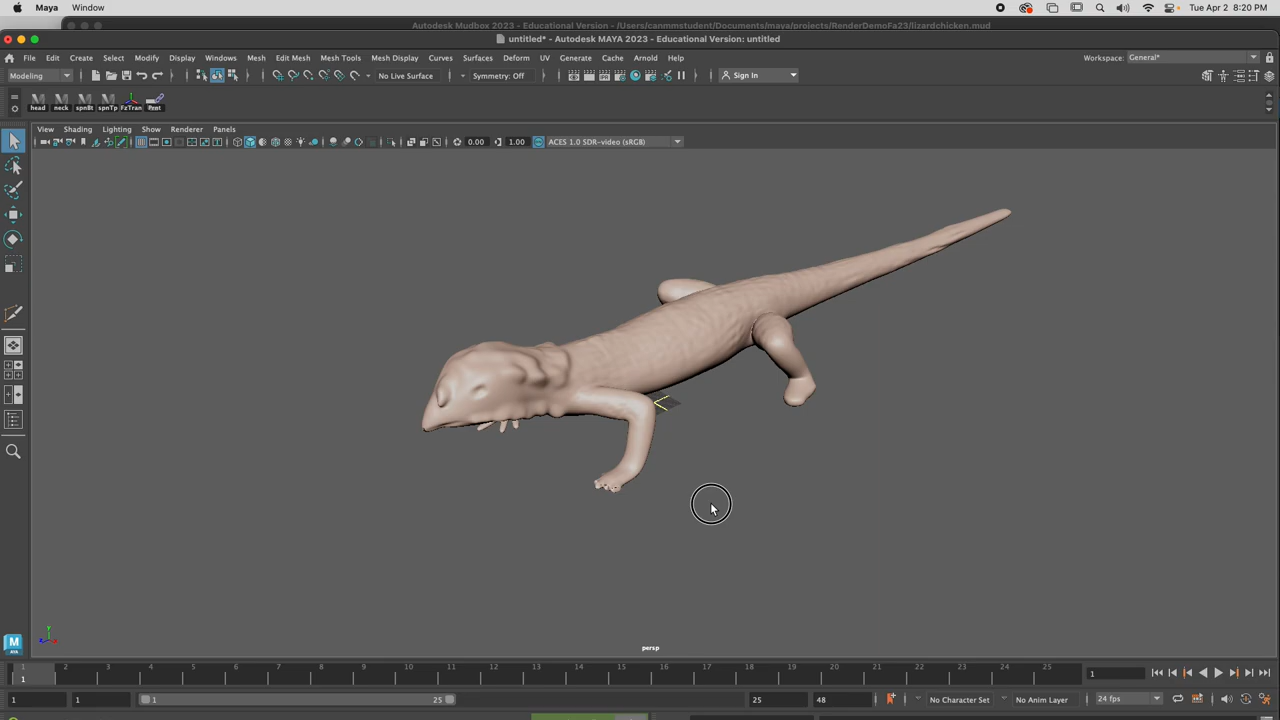 Maya Window Tue Apr 2 8:20 PM
Autodesk Mudbox 2023 - Educational Version - /Users/canmmstudent/Documents/maya/projects/RenderDemoFa23/lizardchicken.mud
untitled* - Autodesk MAYA 2023 - Educational Version: untitled
File Edit Create Select Modify Display Windows Mesh Edit Mesh Mesh Tools Mesh Display Curves Surfaces Deform UV Generate Cache Arnold Help Workspace: General*
Modeling No Live Surface Symmetry: Off Sign In
head neck spnBt spnTp FzTran
View Shading Lighting Show Renderer Panels
0.00 1.00 ACES 1.0 SDR-video (sRGB)
persp
M
1 2 3 4 5 6 7 8 9 10 11 12 13 14 15 16 17 18 19 20 21 22 23 24 25
1 1
1 1 1 25 25 48 No Character Set No Anim Layer 24 fps